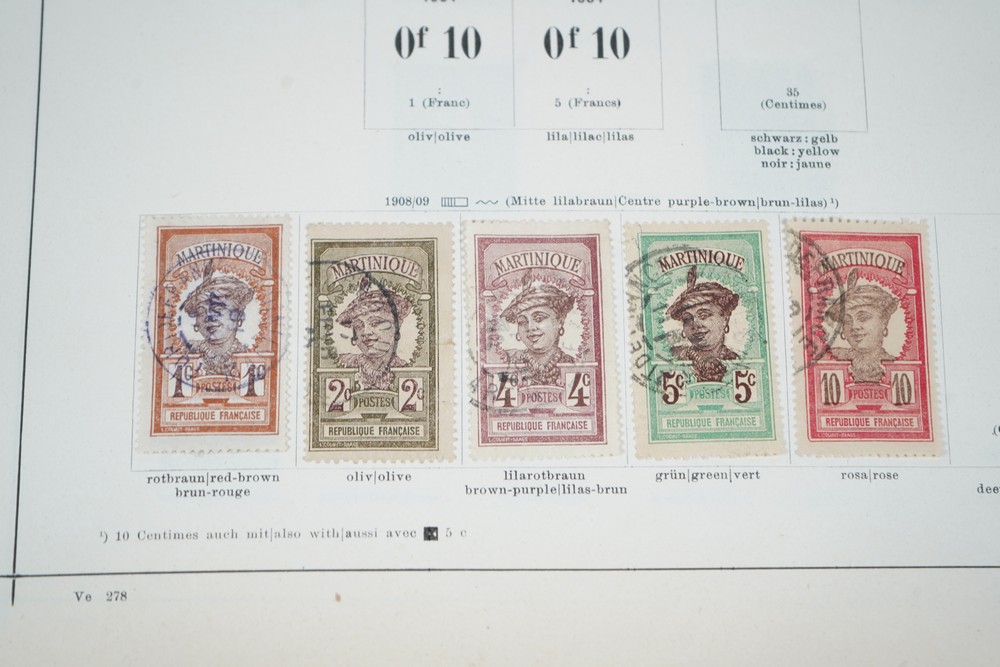 0f 10
0f 10
:
1 (Franc)
:
5 (Francs)
35
(Centimes)
oliv|olive
lila|lilac|lilas
schwarz:gelb
black:yellow
noir:jaune
1908/09
(Mitte lilabraun|Centre purple-brown|brun-lilas)¹)
MARTINIQUE
1c 1c
POSTES
REPUBLIQUE FRANÇAISE
MARTINIQUE
2c 2c
POSTES
REPUBLIQUE FRANÇAISE
MARTINIQUE
4c 4c
POSTES
REPUBLIQUE FRANÇAISE
MARTINIQUE
5c 5c
POSTES
REPUBLIQUE FRANÇAISE
MARTINIQUE
10 10
POSTES
REPUBLIQUE FRANÇAISE
rotbraun|red-brown
brun-rouge
oliv|olive
lilarotbraun
brown-purple|lilas-brun
grün|green|vert
rosa|rose
dee
¹) 10 Centimes auch mit|also with|aussi avec 5 c
Ve 278